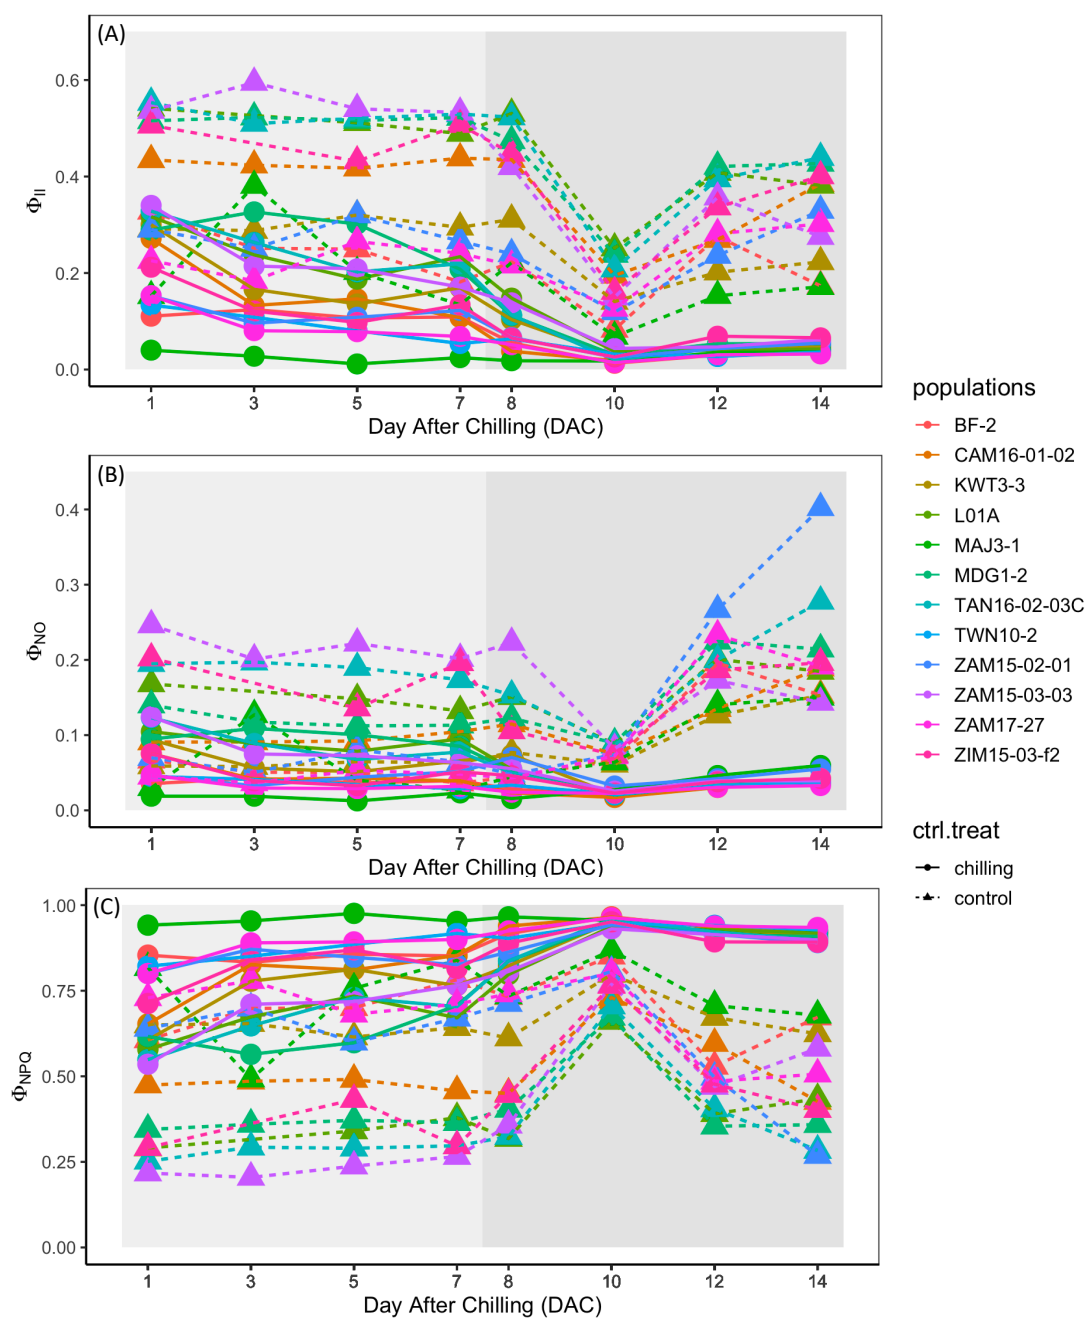 (A)
0.6
0.4
0.2
0.0
ΦII
1 3 5 7 8 10 12 14
Day After Chilling (DAC)
(B)
0.4
0.3
0.2
0.1
0.0
ΦNO
1 3 5 7 8 10 12 14
Day After Chilling (DAC)
(C)
1.00
0.75
0.50
0.25
0.00
ΦNPQ
1 3 5 7 8 10 12 14
Day After Chilling (DAC)
populations
BF-2
CAM16-01-02
KWT3-3
L01A
MAJ3-1
MDG1-2
TAN16-02-03C
TWN10-2
ZAM15-02-01
ZAM15-03-03
ZAM17-27
ZIM15-03-f2
ctrl.treat
chilling
control